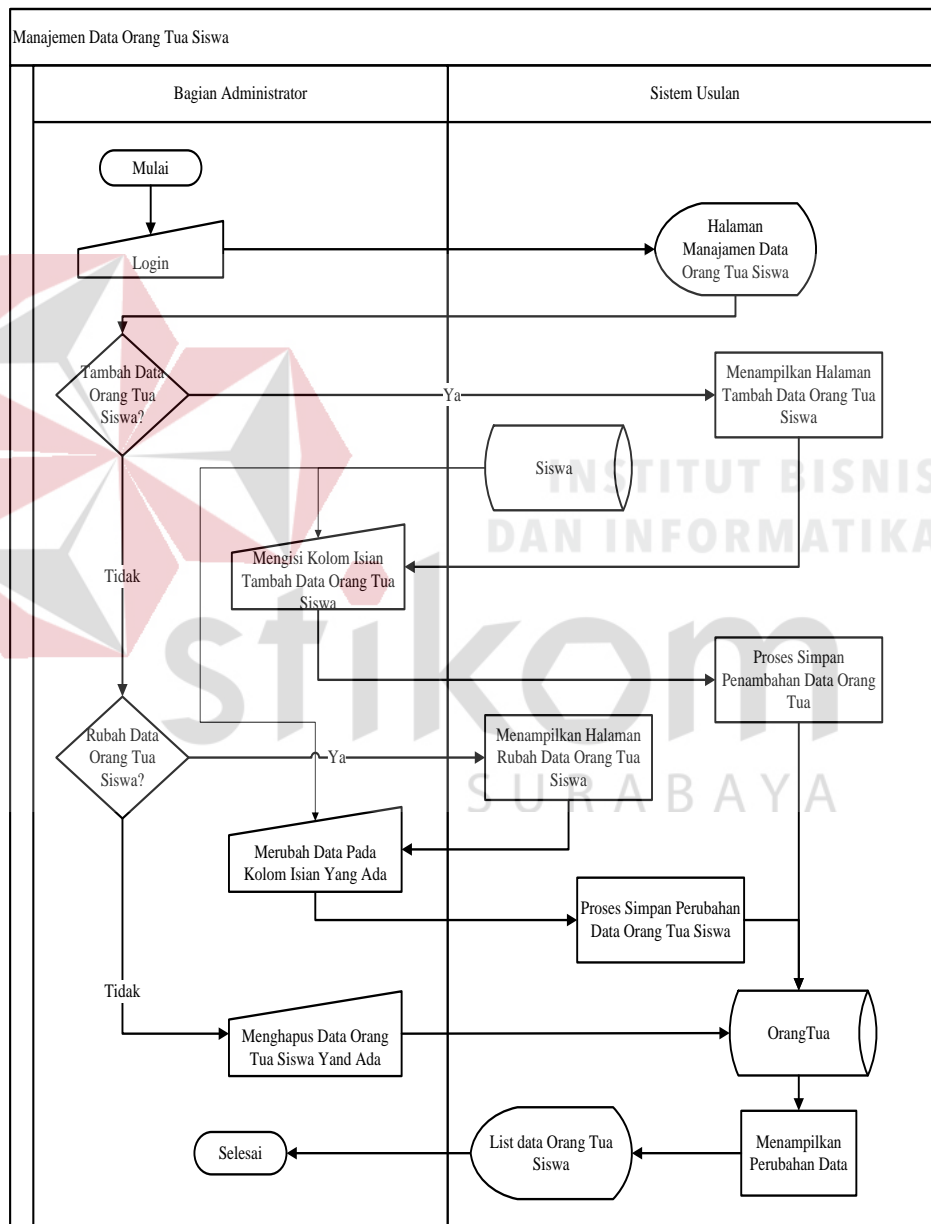 Manajemen Data Orang Tua Siswa
Bagian Administrator
Sistem Usulan
Mulai
Login
Halaman
Manajamen Data
Orang Tua Siswa
Tambah Data
Orang Tua
Siswa?
Ya
Menampilkan Halaman
Tambah Data Orang Tua
Siswa
Siswa
INSTITUT BISNIS
DAN INFORMATIKA
Mengisi Kolom Isian
Tambah Data Orang Tua
Siswa
Tidak
stikom
SURABAYA
Proses Simpan
Penambahan Data Orang
Tua
Rubah Data
Orang Tua
Siswa?
Ya
Menampilkan Halaman
Rubah Data Orang Tua
Siswa
Merubah Data Pada
Kolom Isian Yang Ada
Proses Simpan Perubahan
Data Orang Tua Siswa
Tidak
Menghapus Data Orang
Tua Siswa Yand Ada
OrangTua
Menampilkan
Perubahan Data
List data Orang Tua
Siswa
Selesai